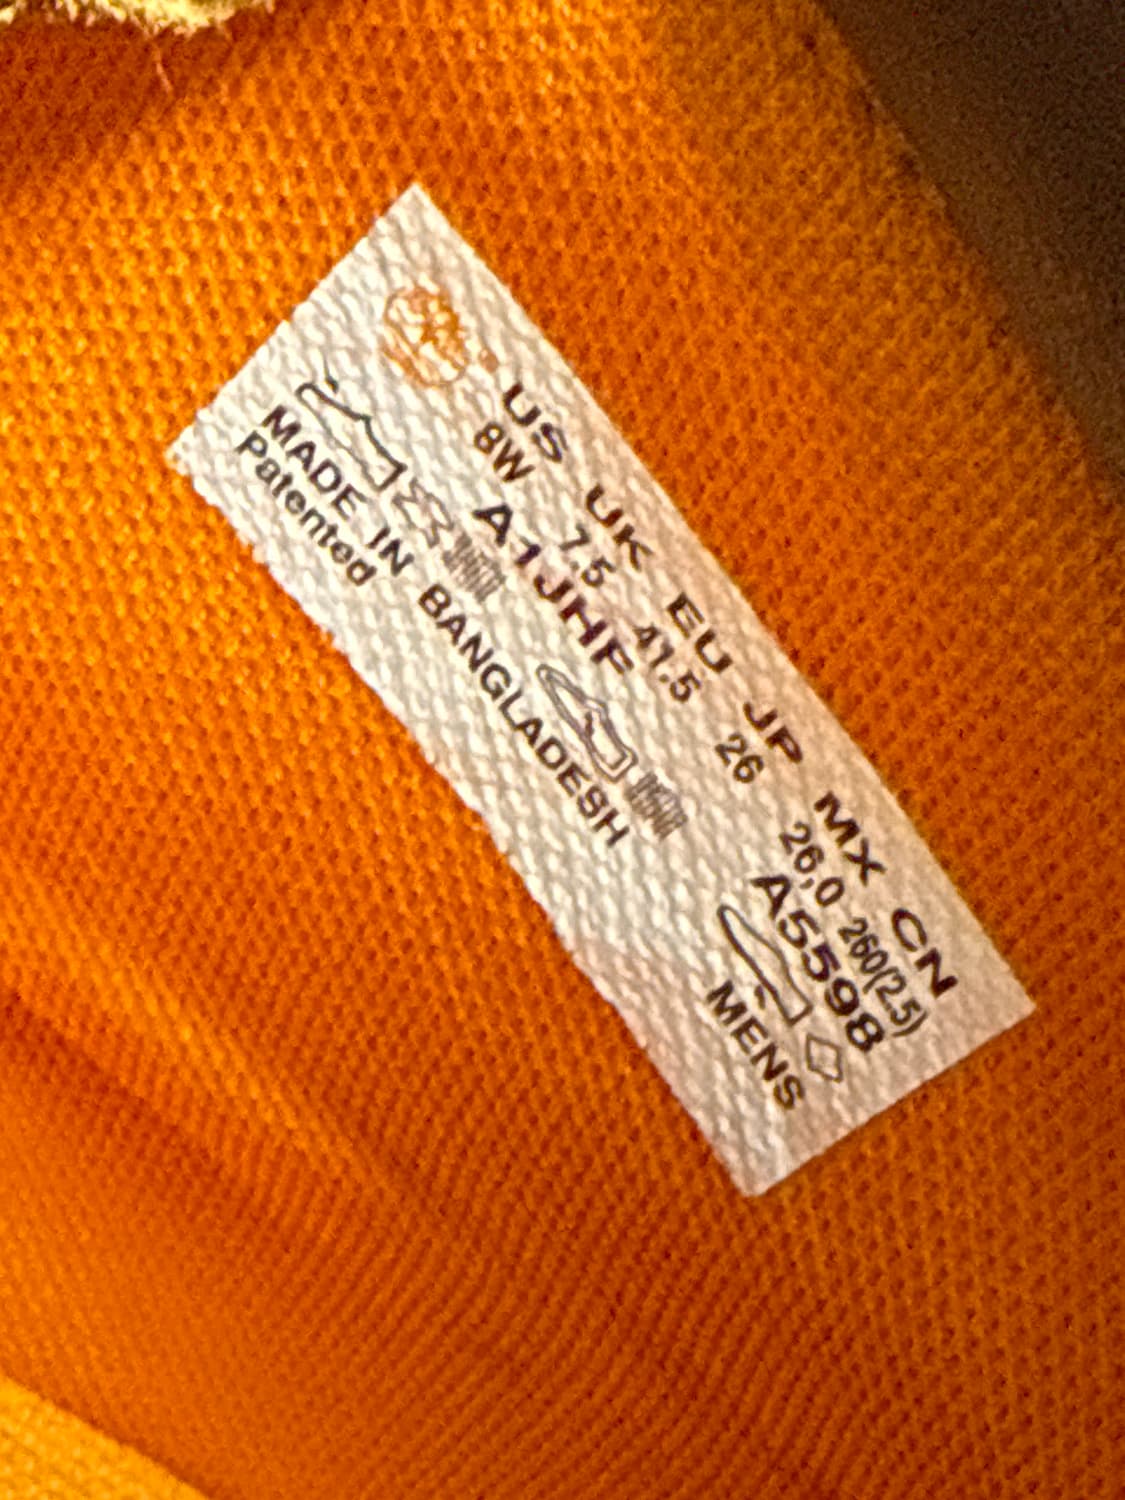 US UK EU JP MX CN
8W 7.5 41.5 26 26,0 260(2.5)
A1JHF A5598
MADE IN BANGLADESH MENS
Patented